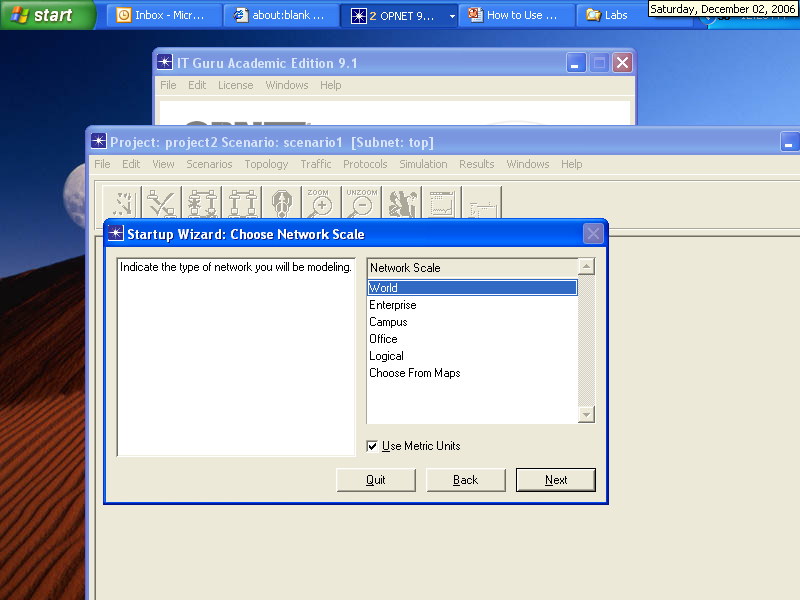 start
Inbox - Micr...
about:blank ...
2 OPNET 9....
How to Use ...
Labs
Saturday, December 02, 2006
IT Guru Academic Edition 9.1
File Edit License Windows Help
Project: project2 Scenario: scenario1 [Subnet: top]
File Edit View Scenarios Topology Traffic Protocols Simulation Results Windows Help
ZOOM
UNZOOM
Startup Wizard: Choose Network Scale
Indicate the type of network you will be modeling.
Network Scale
World
Enterprise
Campus
Office
Logical
Choose From Maps
Use Metric Units
Quit
Back
Next